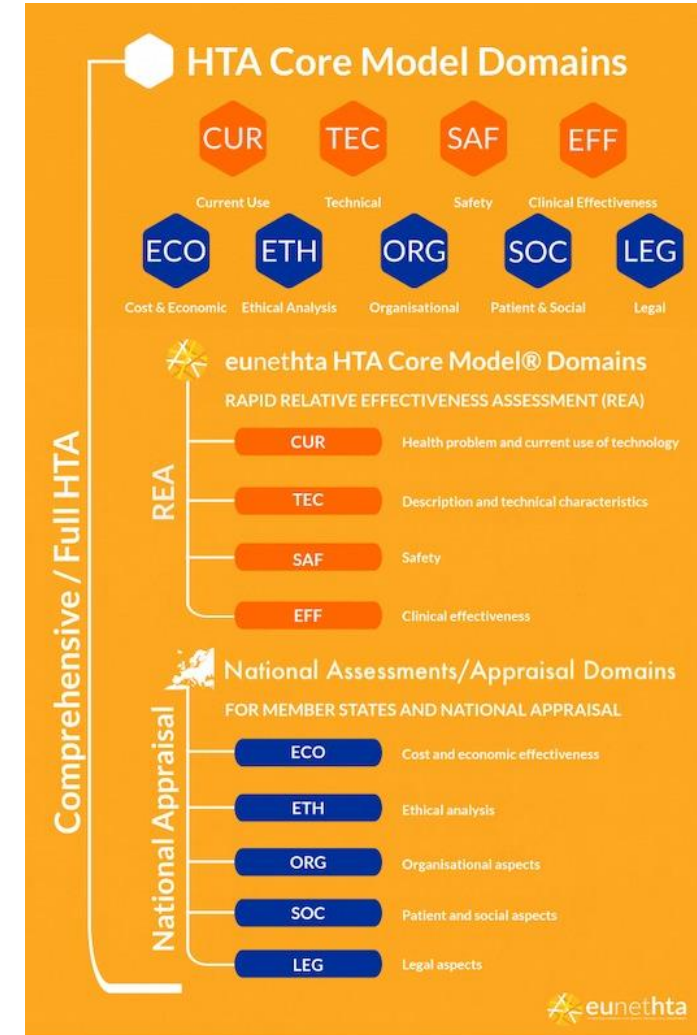 HTA Core Model Domains
CUR TEC SAF EFF
Current Use Technical Safety Clinical Effectiveness
ECO ETH ORG SOC LEG
Cost & Economic Ethical Analysis Organisational Patient & Social Legal
Comprehensive / Full HTA
eunethta HTA Core Model® Domains
RAPID RELATIVE EFFECTIVENESS ASSESSMENT (REA)
REA
CUR Health problem and current use of technology
TEC Description and technical characteristics
SAF Safety
EFF Clinical effectiveness
National Assessments/Appraisal Domains
FOR MEMBER STATES AND NATIONAL APPRAISAL
National Appraisal
ECO Cost and economic effectiveness
ETH Ethical analysis
ORG Organisational aspects
SOC Patient and social aspects
LEG Legal aspects
eunethta